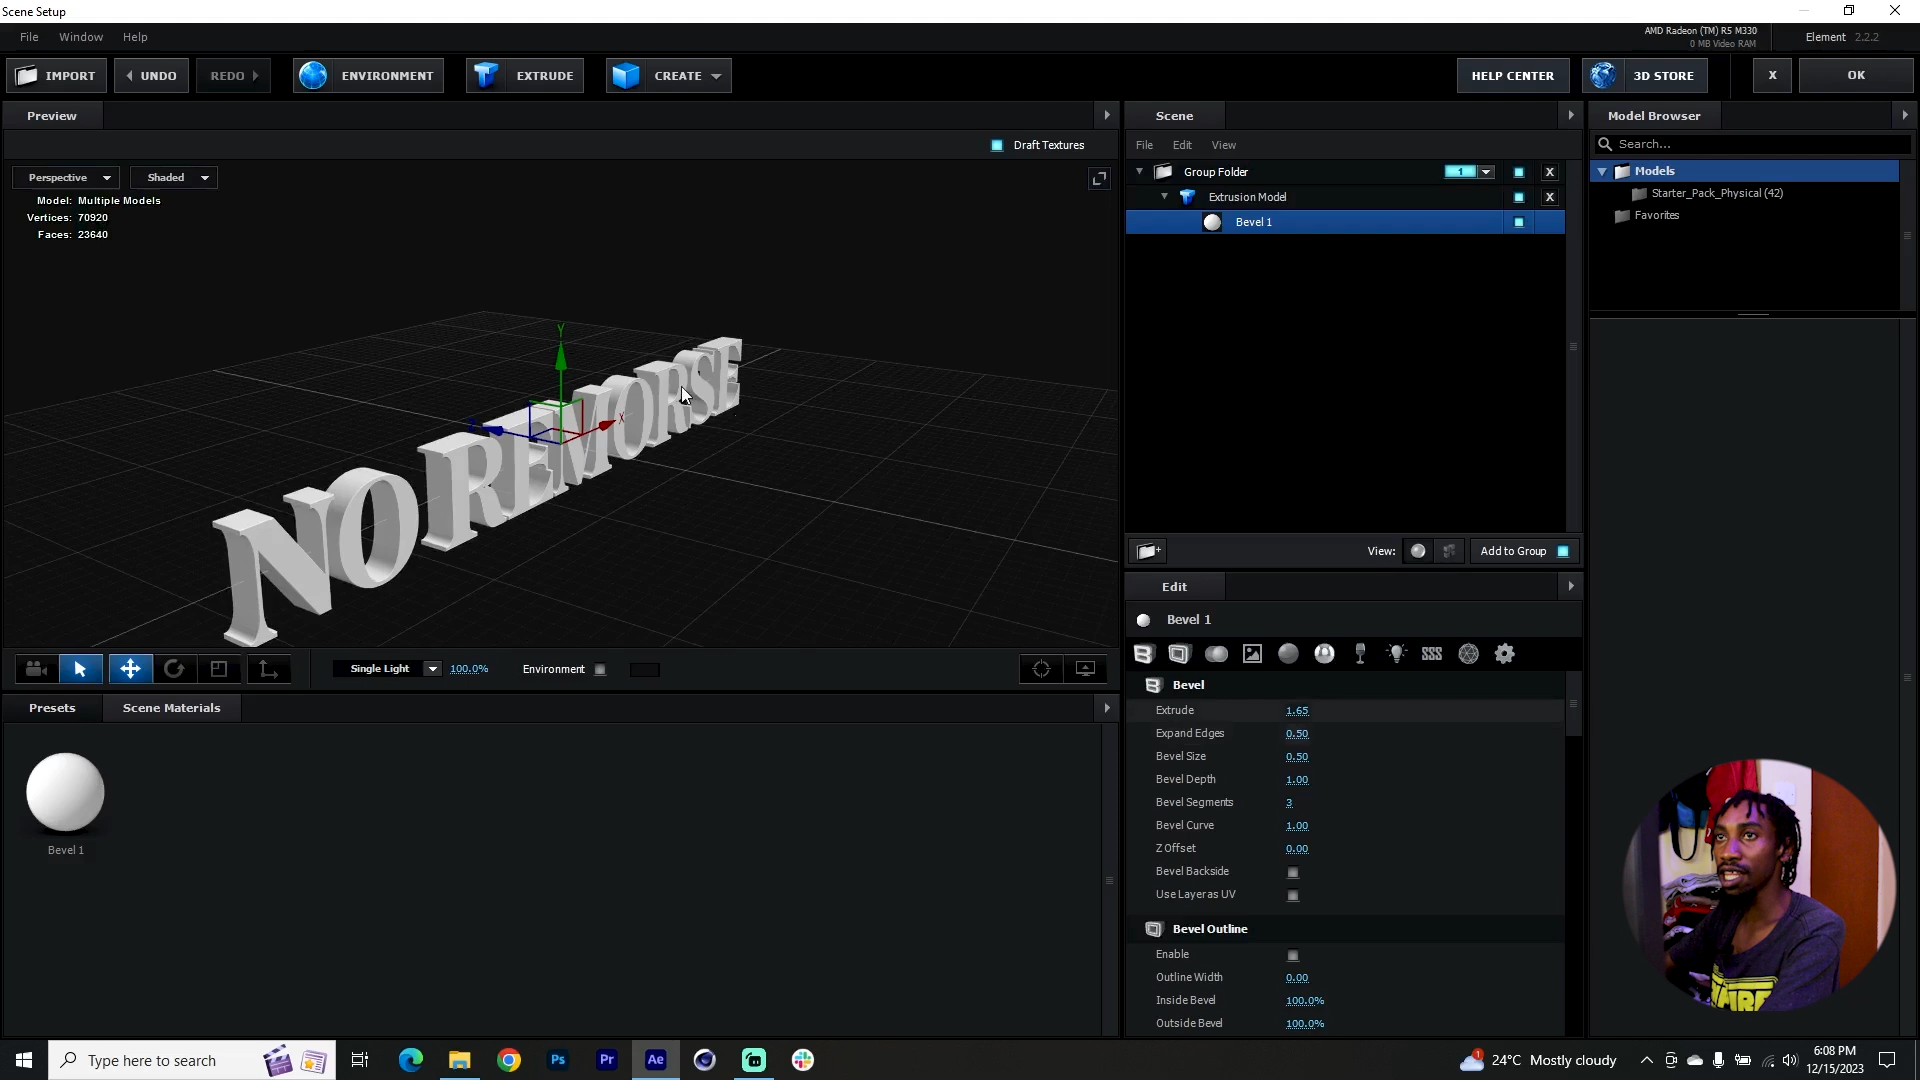 Scene Setup
File Window Help
AMD Radeon (TM) R5 M330
0 MB Video RAM
Element 2.2.2
IMPORT UNDO REDO ENVIRONMENT EXTRUDE CREATE HELP CENTER 3D STORE X OK
Preview
Draft Textures
Perspective Shaded
Model: Multiple Models
Vertices: 70920
Faces: 23640
Y
X
NO REMORSE
Single Light 100.0% Environment
Presets Scene Materials
Bevel 1
Scene
File Edit View
Group Folder 1 X
Extrusion Model X
Bevel 1
View: Add to Group
Edit
Bevel 1
Bevel
Extrude 1.65
Expand Edges 0.50
Bevel Size 0.50
Bevel Depth 1.00
Bevel Segments 3
Bevel Curve 1.00
Z Offset 0.00
Bevel Backside
Use Layer as UV
Bevel Outline
Enable
Outline Width 0.00
Inside Bevel 100.0%
Outside Bevel 100.0%
Model Browser
Search...
Models
Starter_Pack_Physical (42)
Favorites
Type here to search
Ps Pr Ae
1
24°C Mostly cloudy
6:08 PM
12/15/2023